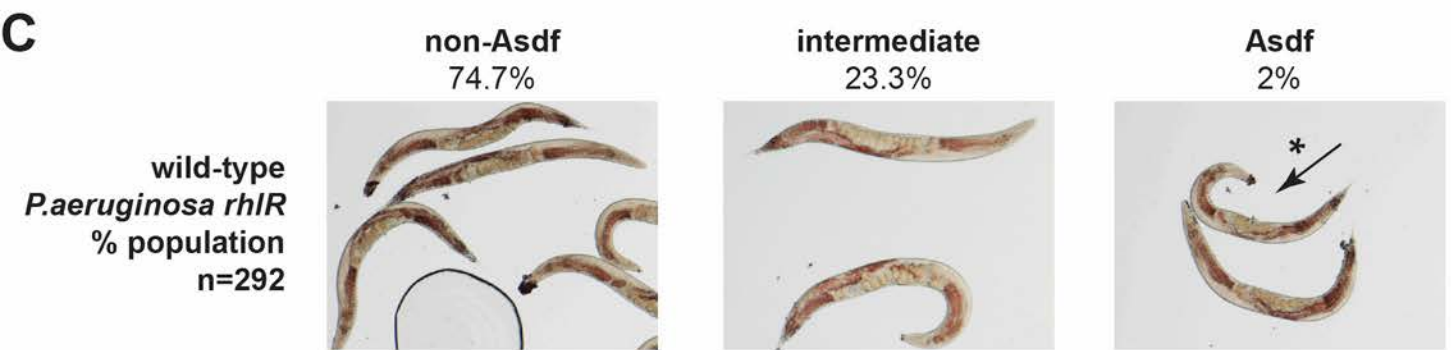 C
non-Asdf
74.7%
intermediate
23.3%
Asdf
2%
wild-type
P.aeruginosa rhlR
% population
n=292
*